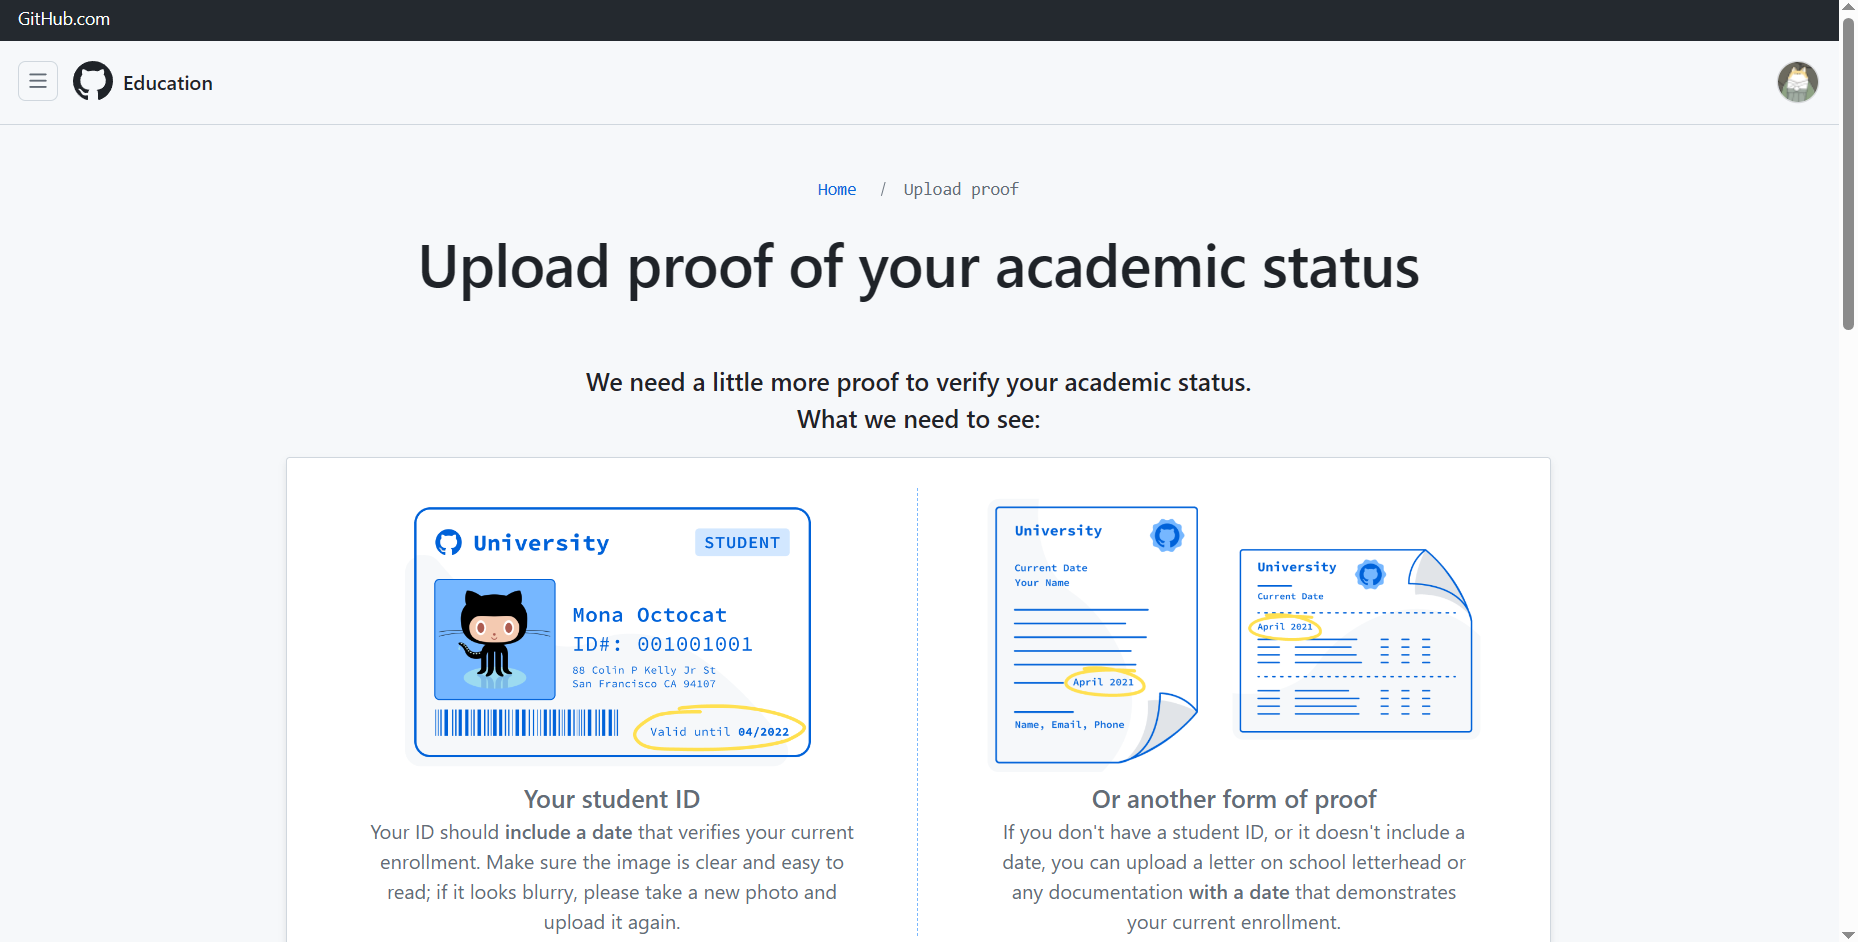 GitHub.com
Education
Home / Upload proof
Upload proof of your academic status
We need a little more proof to verify your academic status.
What we need to see:
University
STUDENT
Mona Octocat
ID#: 001001001
88 Colin P Kelly Jr St
San Francisco CA 94107
Valid until 04/2022
Your student ID
Your ID should include a date that verifies your current
enrollment. Make sure the image is clear and easy to
read; if it looks blurry, please take a new photo and
upload it again.
University
Current Date
Your Name
April 2021
Name, Email, Phone
University
Current Date
April 2021
Or another form of proof
If you don't have a student ID, or it doesn't include a
date, you can upload a letter on school letterhead or
any documentation with a date that demonstrates
your current enrollment.